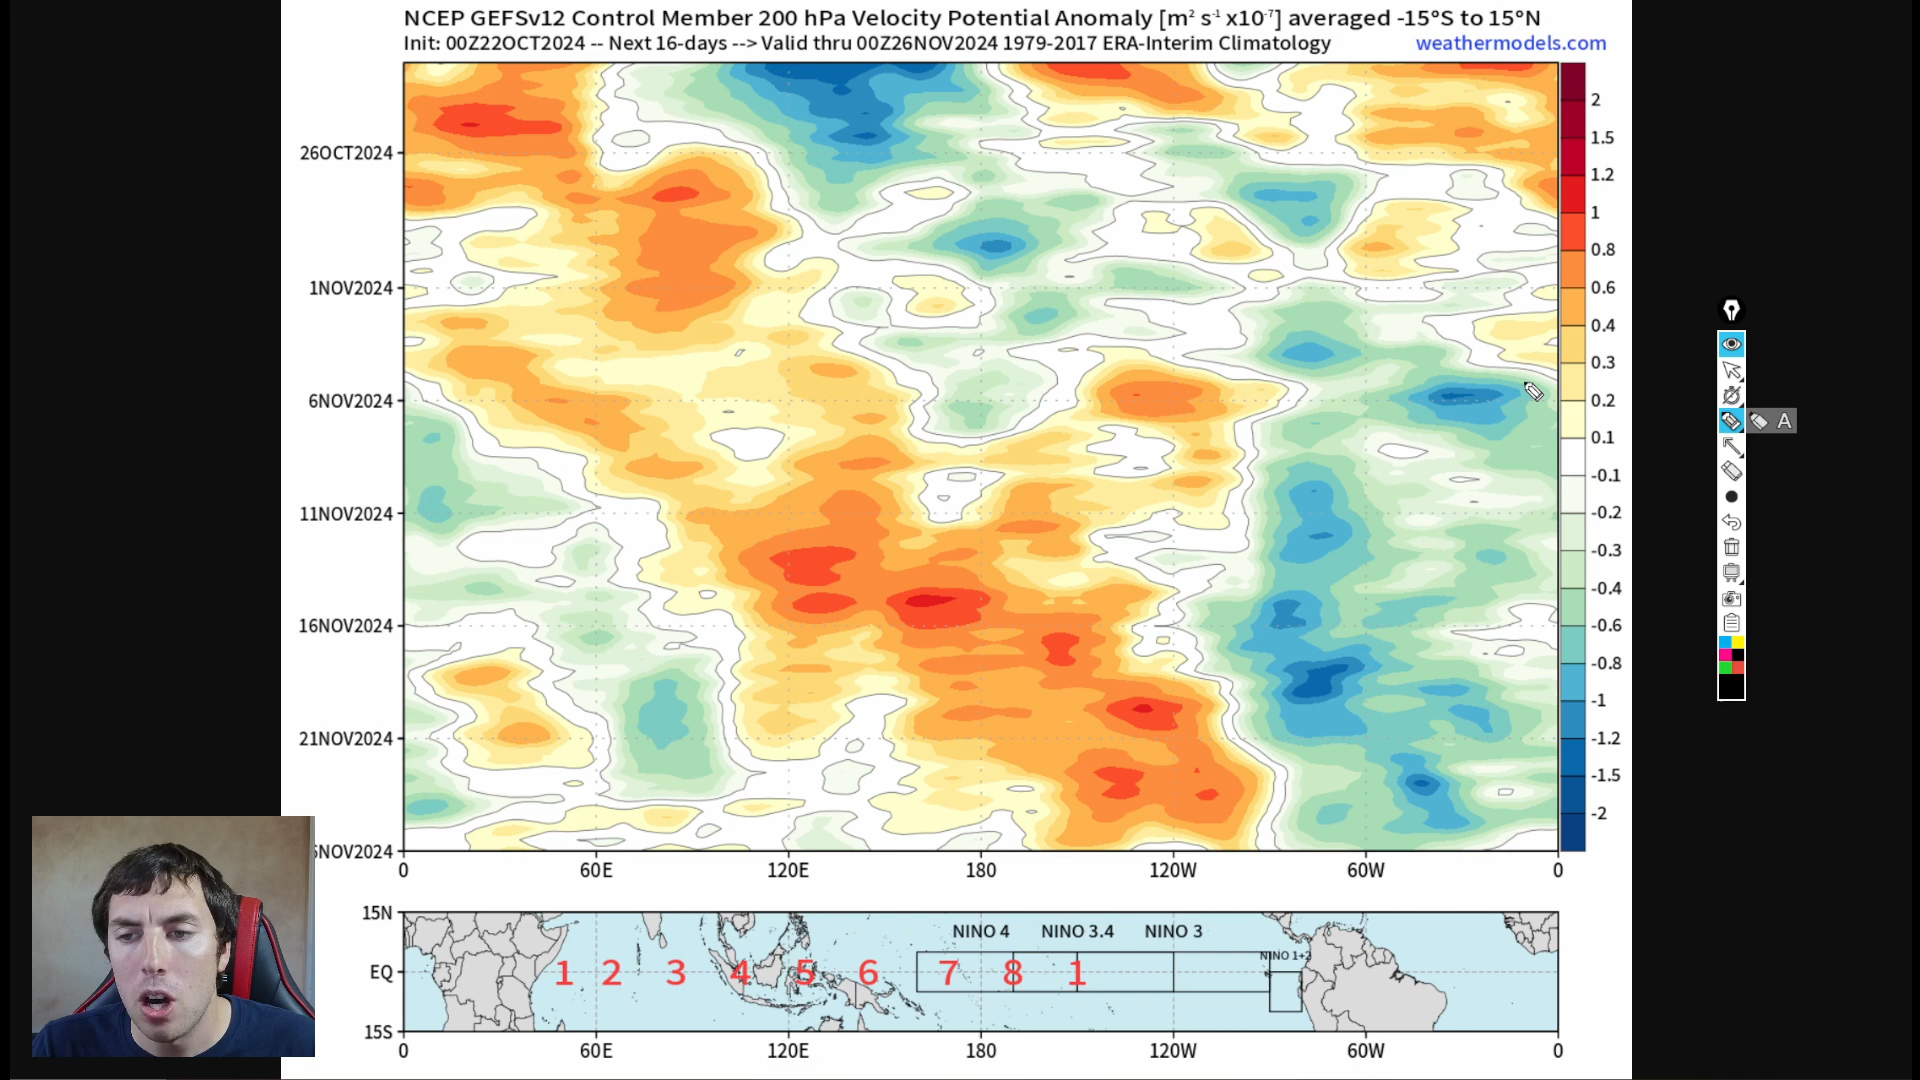 NCEP GEFSv12 Control Member 200 hPa Velocity Potential Anomaly [m² s⁻¹ x10⁻⁷] averaged -15°S to 15°N
Init: 00Z22OCT2024 -- Next 16-days --> Valid thru 00Z26NOV2024 1979-2017 ERA-Interim Climatology
weathermodels.com
26OCT2024
1NOV2024
6NOV2024
11NOV2024
16NOV2024
21NOV2024
6NOV2024
0 60E 120E 180 120W 60W 0
2
1.5
1.2
1
0.8
0.6
0.4
0.3
0.2
0.1
-0.1
-0.2
-0.3
-0.4
-0.6
-0.8
-1
-1.2
-1.5
-2
A
15N
EQ
15S
NINO 4 NINO 3.4 NINO 3
NINO 1+2
1 2 3 4 5 6 7 8 1
0 60E 120E 180 120W 60W 0